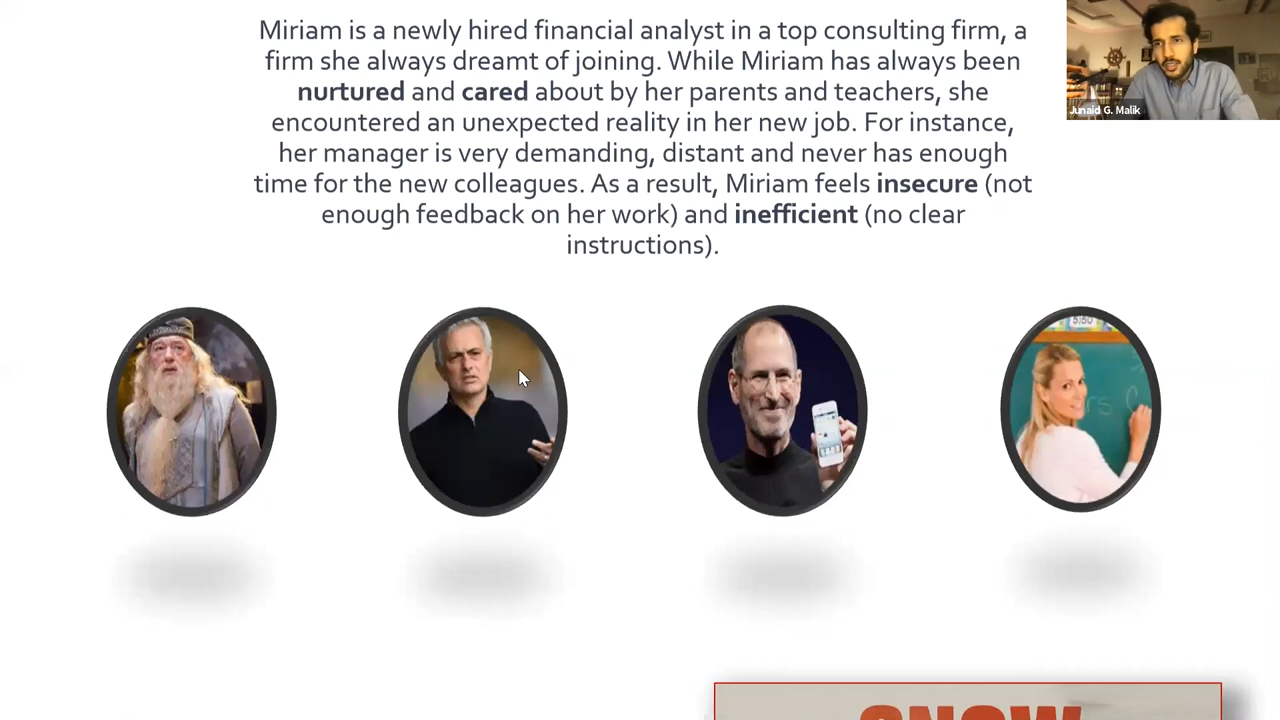 Miriam is a newly hired financial analyst in a top consulting firm, a
firm she always dreamt of joining. While Miriam has always been
nurtured and cared about by her parents and teachers, she
encountered an unexpected reality in her new job. For instance,
her manager is very demanding, distant and never has enough
time for the new colleagues. As a result, Miriam feels insecure (not
enough feedback on her work) and inefficient (no clear
instructions).
Junaid G. Malik
SNOW